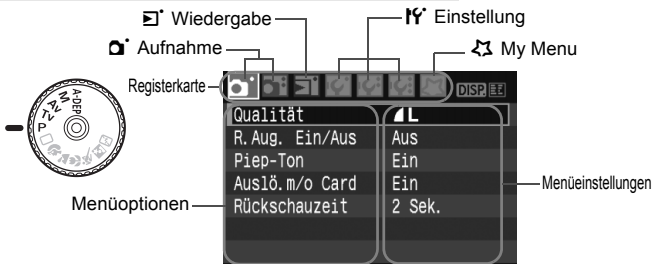 Wiedergabe
Einstellung
Aufnahme
My Menu
Registerkarte
DISP.
A-DEP
M
Av
Tv
P
Qualität L
R.Aug. Ein/Aus Aus
Piep-Ton Ein
Auslö.m/o Card Ein
Rückschauzeit 2 Sek.
Menüoptionen
Menüeinstellungen